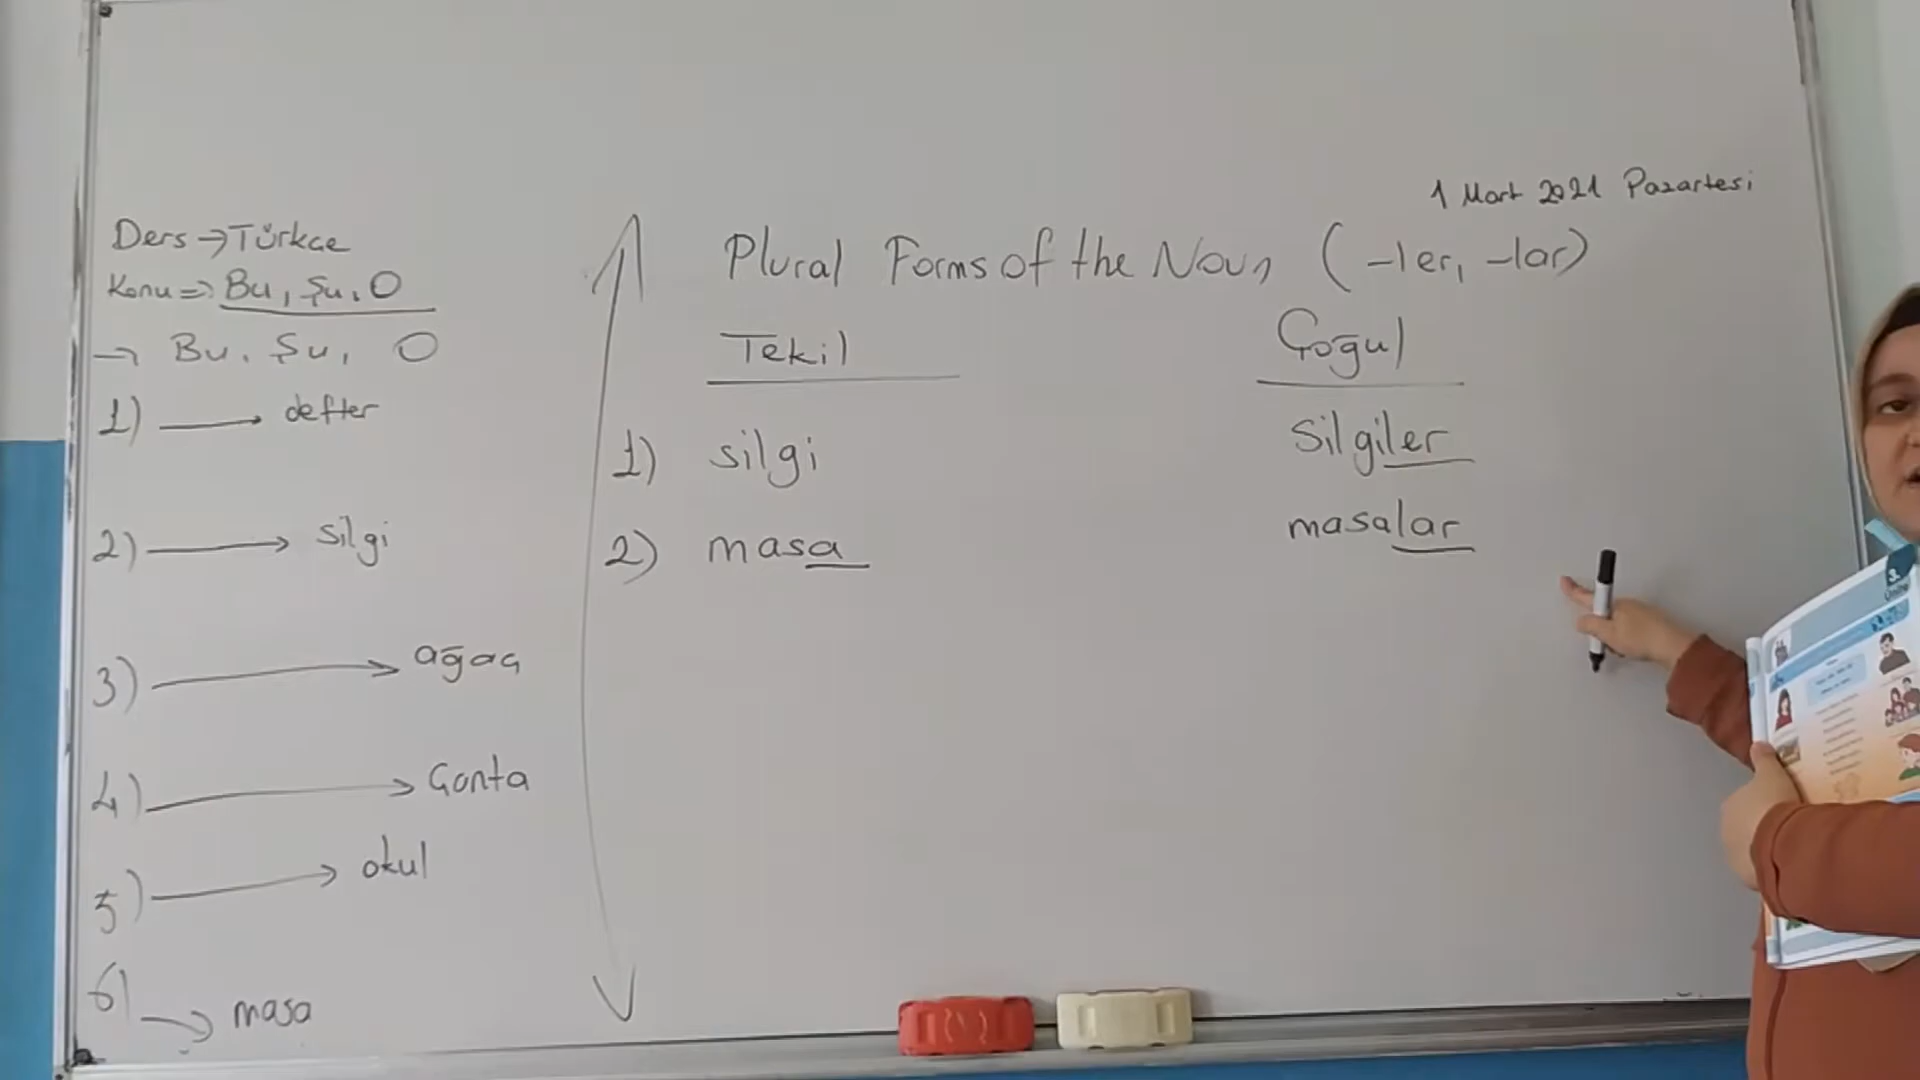 1 Mart 2021 Pazartesi
Ders → Türkçe
Konu ⇒ Bu, Şu, O
→ Bu, Şu, O
1) → defter
2) → silgi
3) → ağaç
4) → Çanta
5) → okul
6) → masa
Plural Forms of the Noun (-ler, -lar)
Tekil Çoğul
1) silgi silgiler
2) masa masalar
3. Ünite